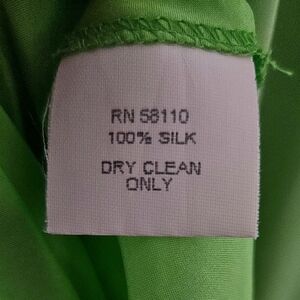 RN 58110
100% SILK
DRY CLEAN
ONLY